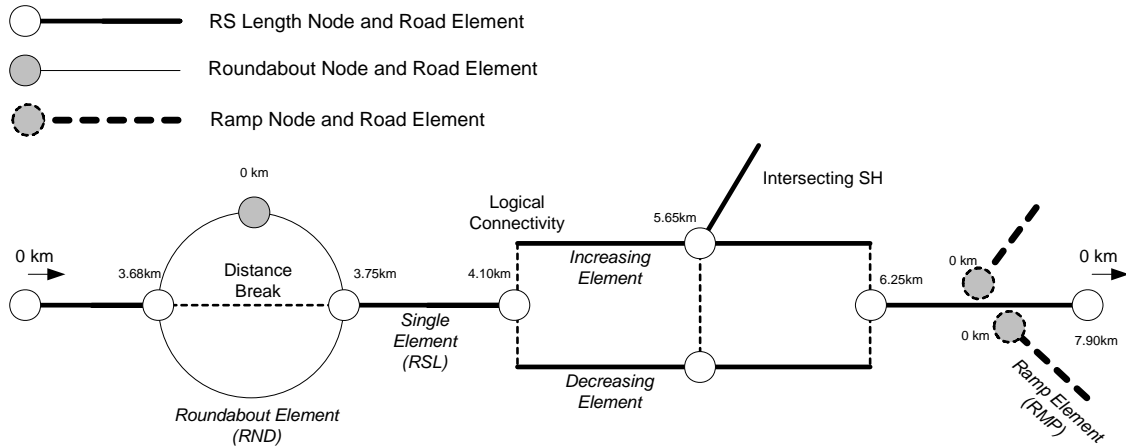 RS Length Node and Road Element
Roundabout Node and Road Element
Ramp Node and Road Element
0 km
Intersecting SH
Logical
Connectivity
5.65km
0 km
3.68km
Distance
Break
3.75km
4.10km
Increasing
Element
6.25km
0 km
0 km
Single
Element
(RSL)
0 km
7.90km
Decreasing
Element
Ramp Element
(RMP)
Roundabout Element
(RND)